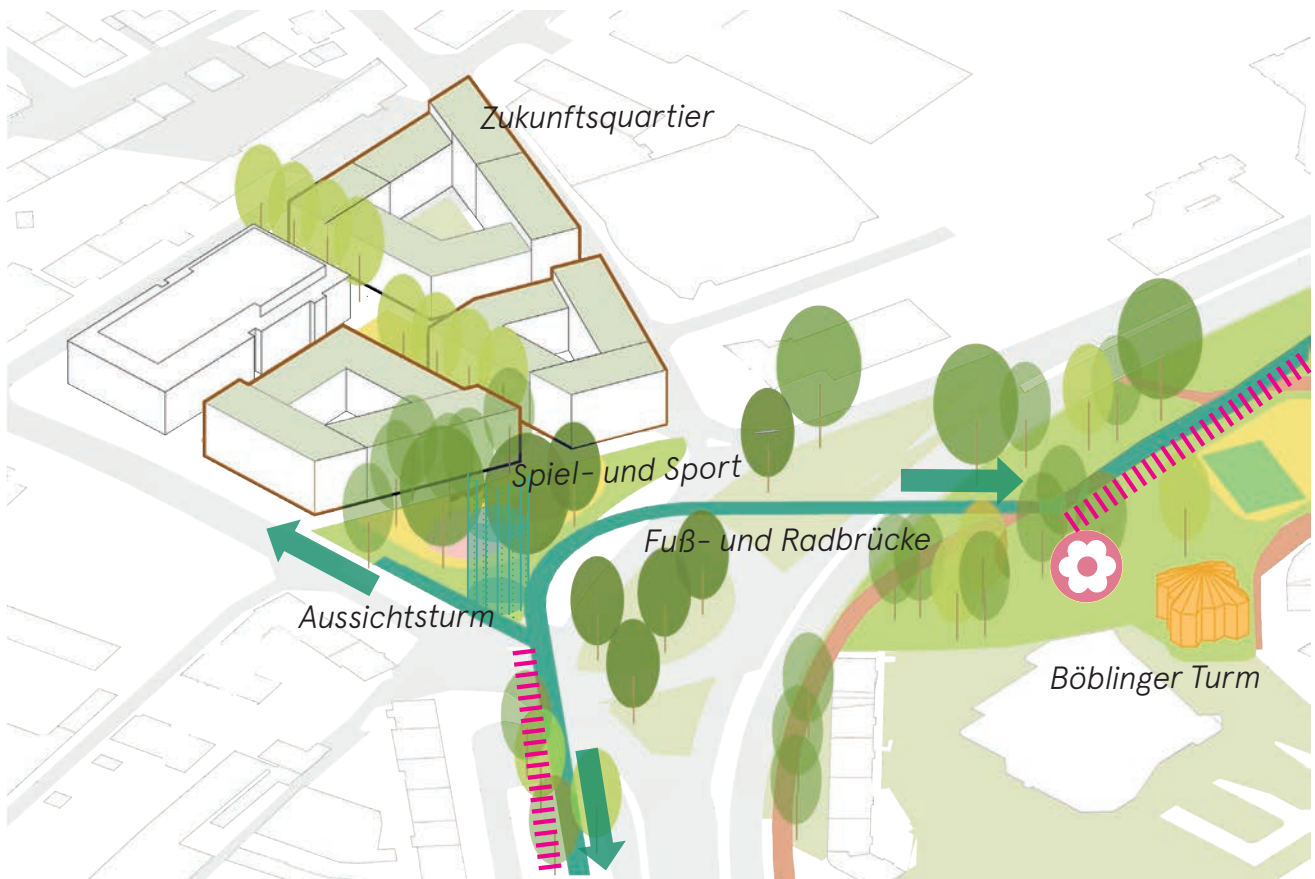 Zukunftsquartier
Spiel- und Sport
Fuß- und Radbrücke
Aussichtsturm
Böblinger Turm